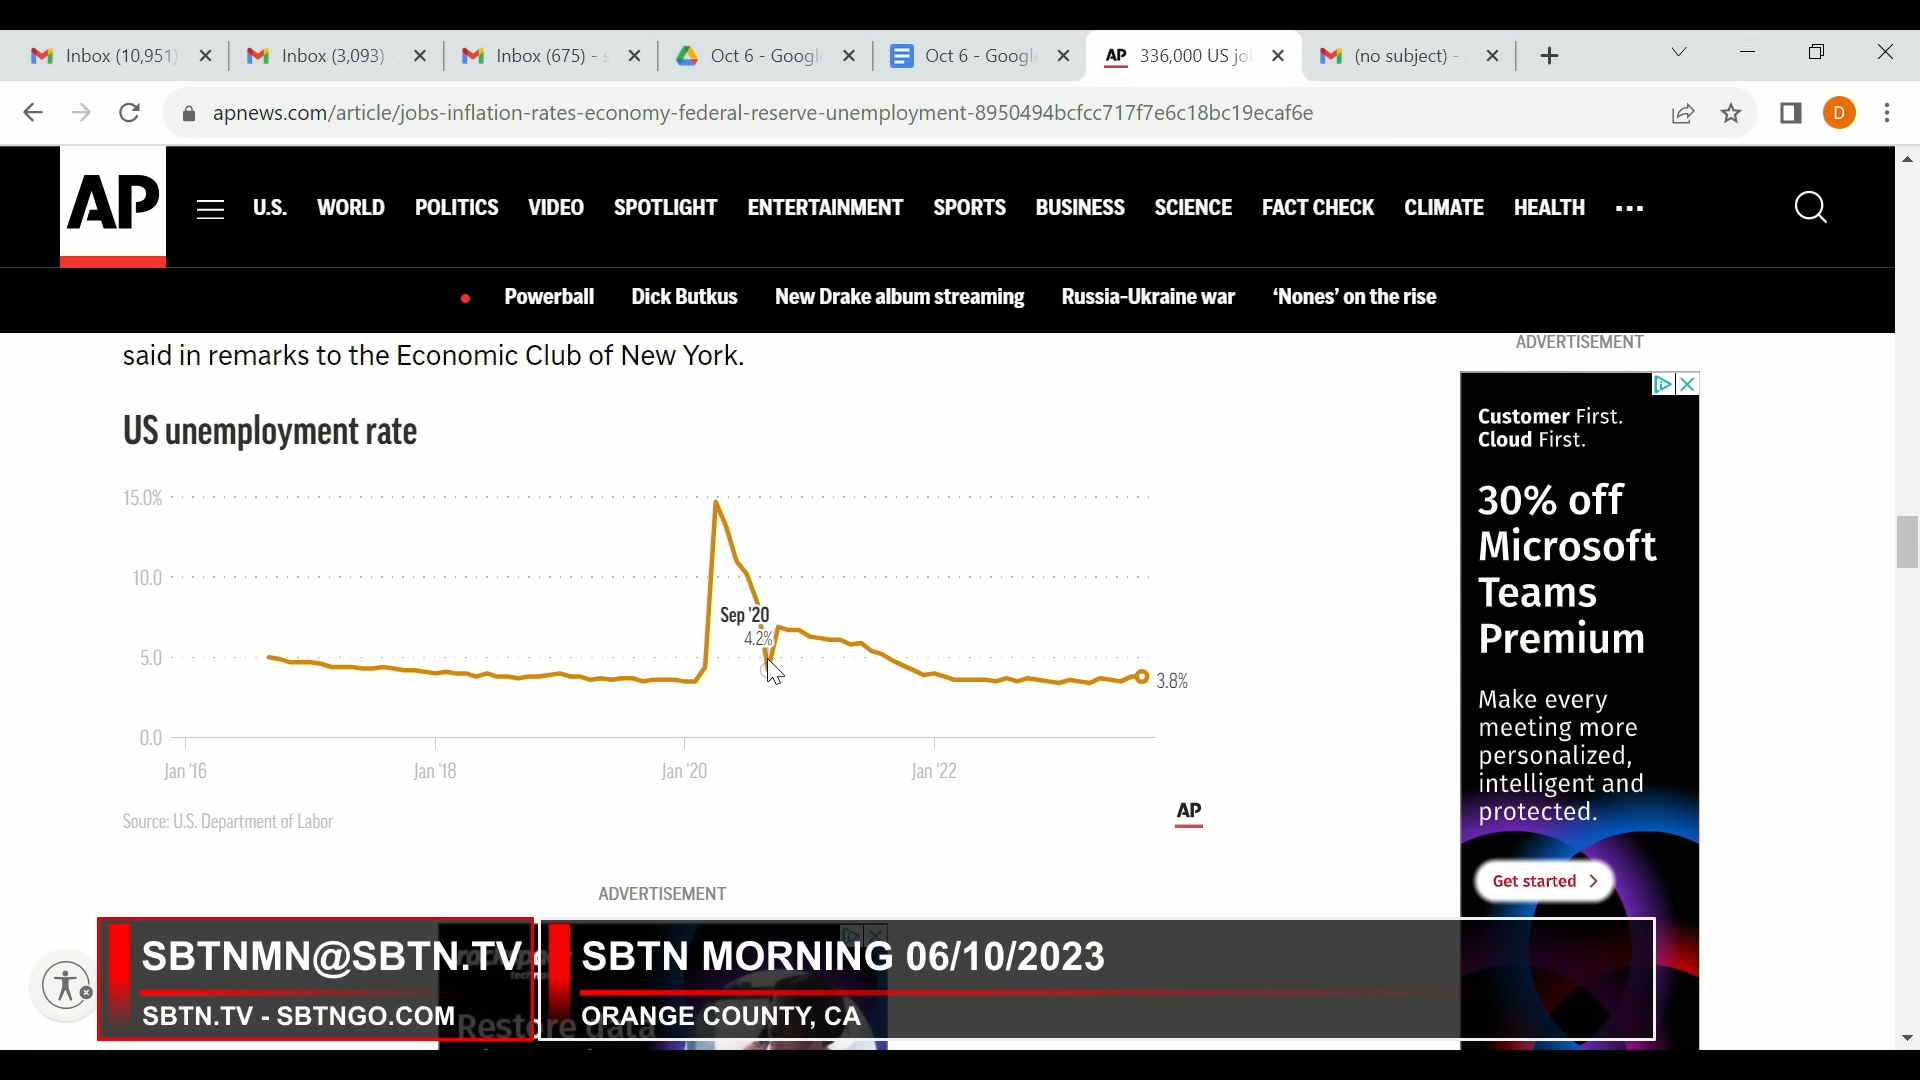 Inbox (10,951)
Inbox (3,093) -
Inbox (675) - s
Oct 6 - Googl
Oct 6 - Googl
AP 336,000 US jo
(no subject) -
apnews.com/article/jobs-inflation-rates-economy-federal-reserve-unemployment-8950494bcfcc717f7e6c18bc19ecaf6e
D
AP
U.S. WORLD POLITICS VIDEO SPOTLIGHT ENTERTAINMENT SPORTS BUSINESS SCIENCE FACT CHECK CLIMATE HEALTH
Powerball Dick Butkus New Drake album streaming Russia-Ukraine war ‘Nones’ on the rise
said in remarks to the Economic Club of New York.
US unemployment rate
15.0%
10.0
5.0
0.0
Sep '20
4.2%
3.8%
Jan '16 Jan '18 Jan '20 Jan '22
Source: U.S. Department of Labor
AP
ADVERTISEMENT
ADVERTISEMENT
Customer First.
Cloud First.
30% off
Microsoft
Teams
Premium
Make every
meeting more
personalized,
intelligent and
protected.
Get started
SBTNMN@SBTN.TV
SBTN.TV - SBTNGO.COM
SBTN MORNING 06/10/2023
ORANGE COUNTY, CA
Restore data